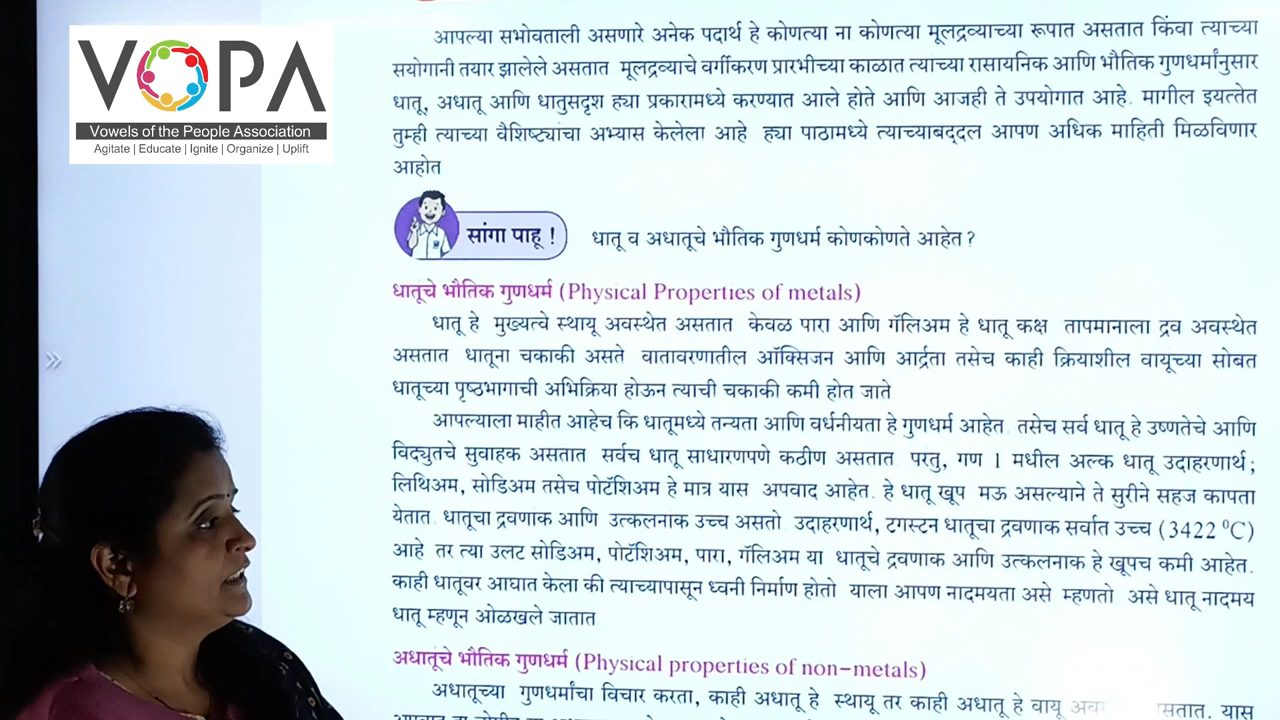 VOPA
Vowels of the People Association
Agitate | Educate | Ignite | Organize | Uplift
आपल्या सभोवताली असणारे अनेक पदार्थ हे कोणत्या ना कोणत्या मूलद्रव्याच्या रूपात असतात किंवा त्याच्या
सयोगानी तयार झालेले असतात मूलद्रव्याचे वर्गीकरण प्रारभीच्या काळात त्याच्या रासायनिक आणि भौतिक गुणधर्मानुसार
धातू, अधातू आणि धातुसदृश ह्या प्रकारामध्ये करण्यात आले होते आणि आजही ते उपयोगात आहे. मागील इयत्तेत
तुम्ही त्याच्या वैशिष्ट्याचा अभ्यास केलेला आहे ह्या पाठामध्ये त्याच्याबद्दल आपण अधिक माहिती मिळविणार
आहोत
सांगा पाहू !
धातू व अधातूचे भौतिक गुणधर्म कोणकोणते आहेत ?
धातूचे भौतिक गुणधर्म (Physical Properties of metals)
धातू हे मुख्यत्वे स्थायू अवस्थेत असतात केवळ पारा आणि गॅलिअम हे धातू कक्ष तापमानाला द्रव अवस्थेत
असतात धातूना चकाकी असते वातावरणातील ऑक्सिजन आणि आर्द्रता तसेच काही क्रियाशील वायूच्या सोबत
धातूच्या पृष्ठभागाची अभिक्रिया होऊन त्याची चकाकी कमी होत जाते
आपल्याला माहीत आहेच कि धातूमध्ये तन्यता आणि वर्धनीयता हे गुणधर्म आहेत तसेच सर्व धातू हे उष्णतेचे आणि
विद्युतचे सुवाहक असतात सर्वच धातू साधारणपणे कठीण असतात परतु, गण 1 मधील अल्क धातू उदाहरणार्थ;
लिथिअम, सोडिअम तसेच पोटॅशिअम हे मात्र यास अपवाद आहेत. हे धातू खूप मऊ असल्याने ते सुरीने सहज कापता
येतात. धातूचा द्रवणाक आणि उत्कलनाक उच्च असतो उदाहरणार्थ, टगस्टन धातूचा द्रवणाक सर्वात उच्च (3422 ⁰C)
आहे तर त्या उलट सोडिअम, पोटॅशिअम, पारा, गॅलिअम या धातूचे द्रवणाक आणि उत्कलनाक हे खूपच कमी आहेत.
काही धातूवर आघात केला की त्याच्यापासून ध्वनी निर्माण होतो याला आपण नादमयता असे म्हणतो असे धातू नादमय
धातू म्हणून ओळखले जातात
अधातूचे भौतिक गुणधर्म (Physical properties of non-metals)
अधातूच्या गुणधर्मांचा विचार करता, काही अधातू हे स्थायू तर काही अधातू हे वायू यास